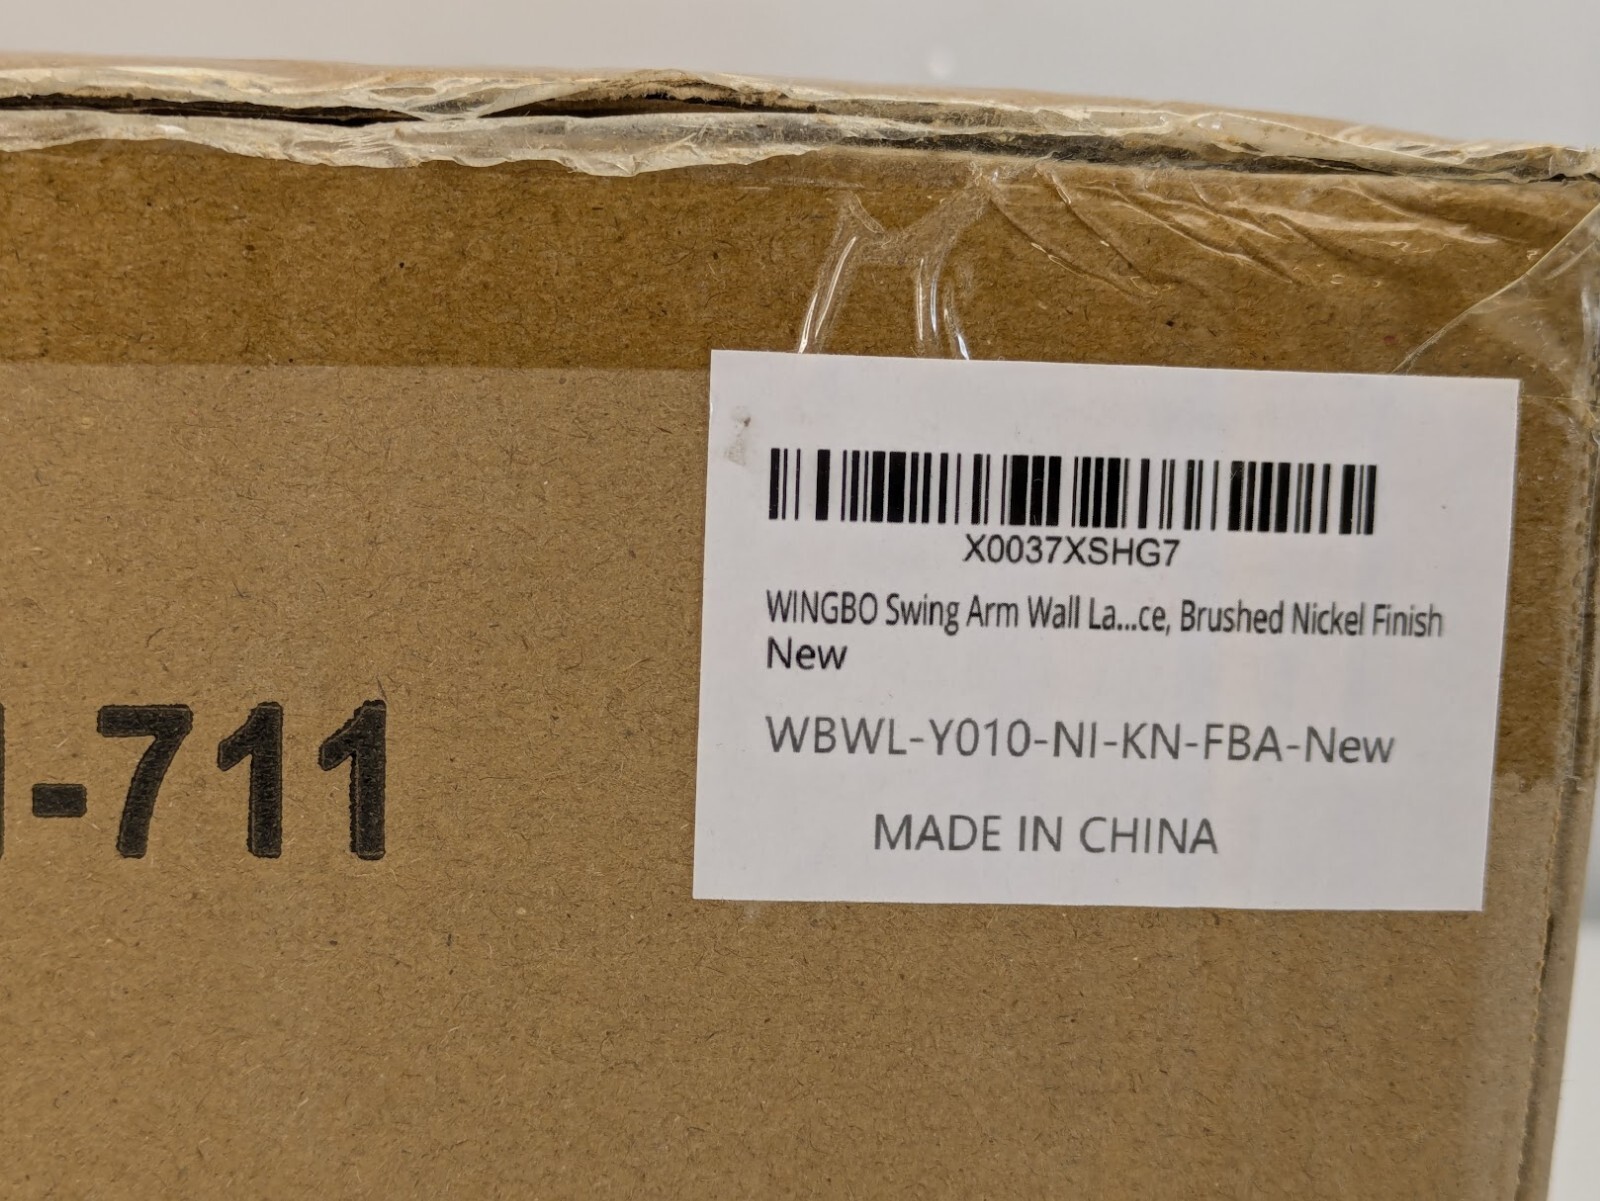 X0037XSHG7
WINGBO Swing Arm Wall La...ce, Brushed Nickel Finish
New
WBWL-Y010-NI-KN-FBA-New
MADE IN CHINA
-711